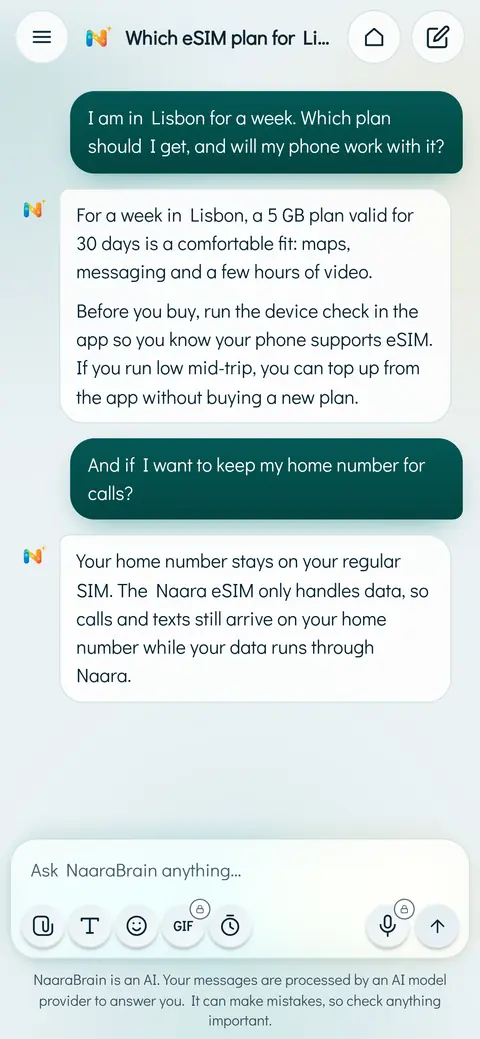 Which eSIM plan for Li...
I am in Lisbon for a week. Which plan
should I get, and will my phone work with it?
For a week in Lisbon, a 5 GB plan valid for
30 days is a comfortable fit: maps,
messaging and a few hours of video.
Before you buy, run the device check in the
app so you know your phone supports eSIM.
If you run low mid-trip, you can top up from
the app without buying a new plan.
And if I want to keep my home number for
calls?
Your home number stays on your regular
SIM. The Naara eSIM only handles data, so
calls and texts still arrive on your home
number while your data runs through
Naara.
Ask NaaraBrain anything...
GIF
NaaraBrain is an AI. Your messages are processed by an AI model
provider to answer you. It can make mistakes, so check anything
important.